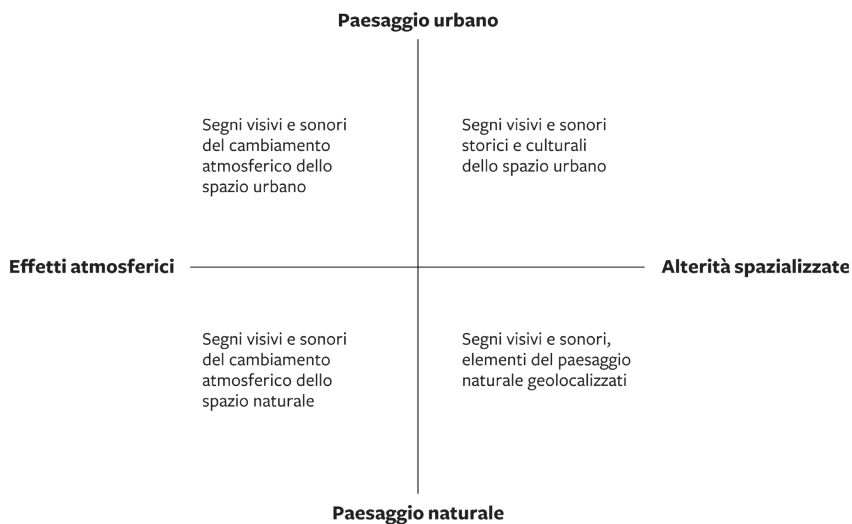 Paesaggio urbano
Segni visivi e sonori
del cambiamento
atmosferico dello
spazio urbano
Segni visivi e sonori
storici e culturali
dello spazio urbano
Effetti atmosferici
Alterità spazializzate
Segni visivi e sonori
del cambiamento
atmosferico dello
spazio naturale
Segni visivi e sonori,
elementi del paesaggio
naturale geolocalizzati
Paesaggio naturale